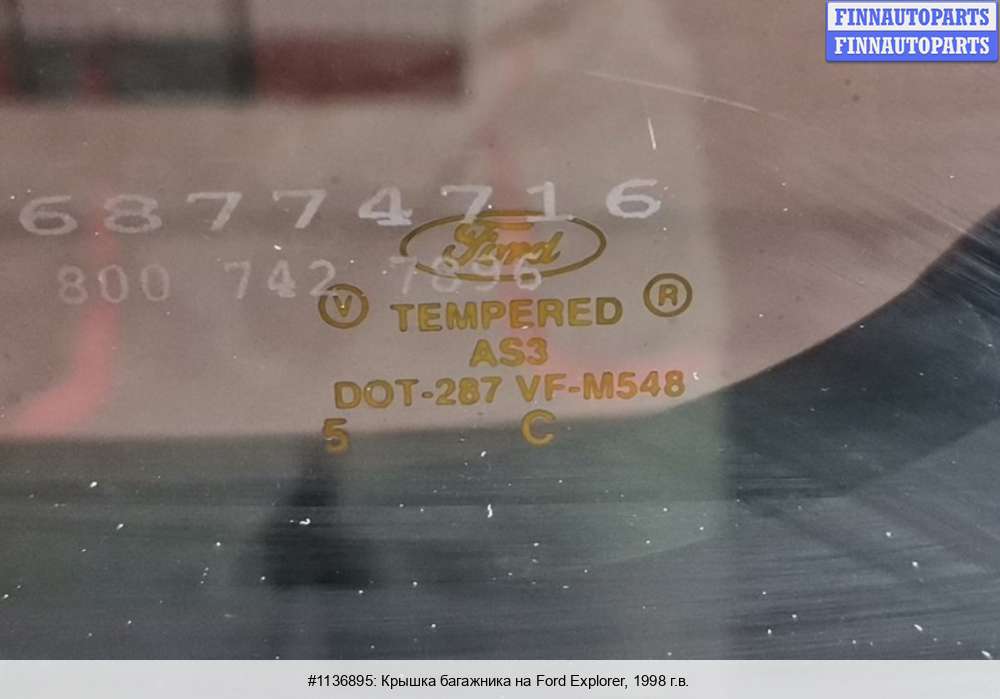 FINNAUTOPARTS
FINNAUTOPARTS
68774716
Ford
800 742 7896
V TEMPERED R
AS3
DOT-287 VF-M548
5 C
#1136895: Крышка багажника на Ford Explorer, 1998 г.в.